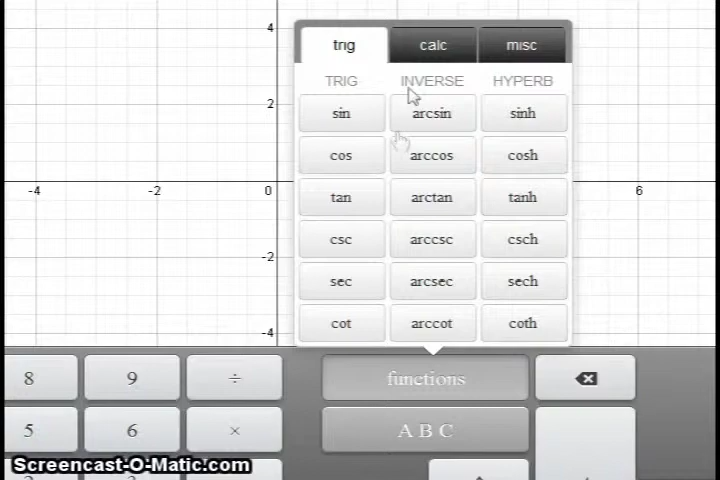 4
trig calc misc
TRIG INVERSE HYPERB
2
sin arcsin sinh
cos arccos cosh
-4 -2 0 6
tan arctan tanh
csc arccsc csch
-2
sec arcsec sech
-4
cot arccot coth
8 9 ÷ functions
5 6 × A B C
Screencast-O-Matic.com